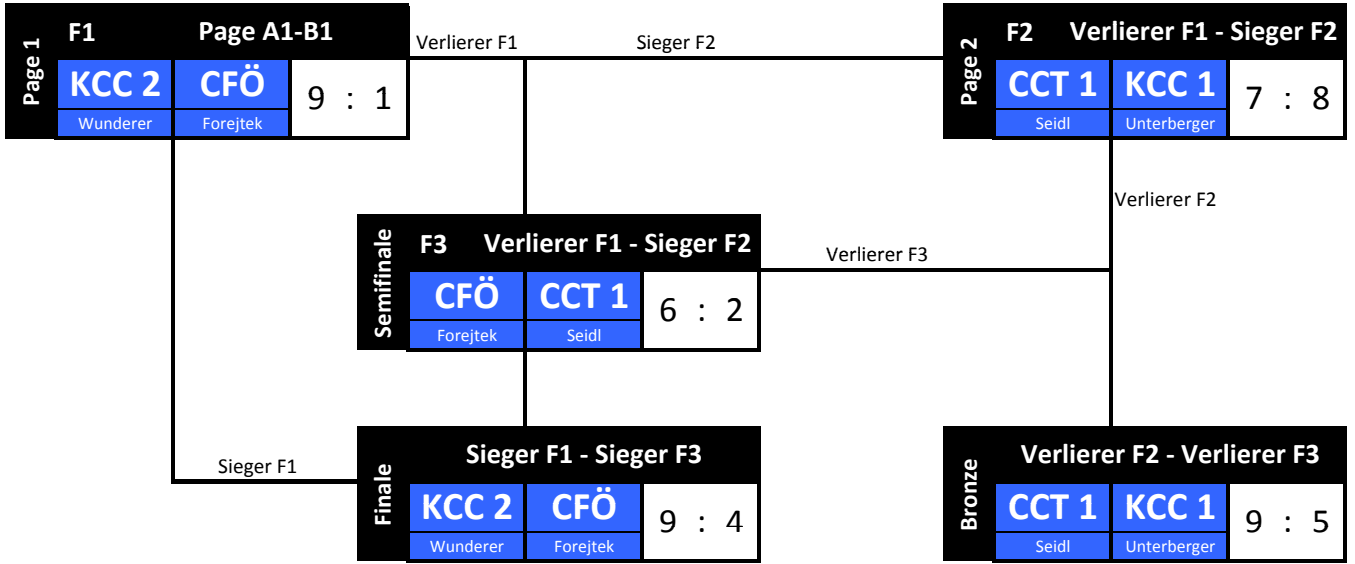 Page 1
F1 Page A1-B1
KCC 2 CFÖ 9 : 1
Wunderer Forejtek
Verlierer F1 Sieger F2
Page 2
F2 Verlierer F1 - Sieger F2
CCT 1 KCC 1 7 : 8
Seidl Unterberger
Verlierer F2
Semifinale
F3 Verlierer F1 - Sieger F2
CFÖ CCT 1 6 : 2
Forejtek Seidl
Verlierer F3
Sieger F1
Finale
Sieger F1 - Sieger F3
KCC 2 CFÖ 9 : 4
Wunderer Forejtek
Bronze
Verlierer F2 - Verlierer F3
CCT 1 KCC 1 9 : 5
Seidl Unterberger